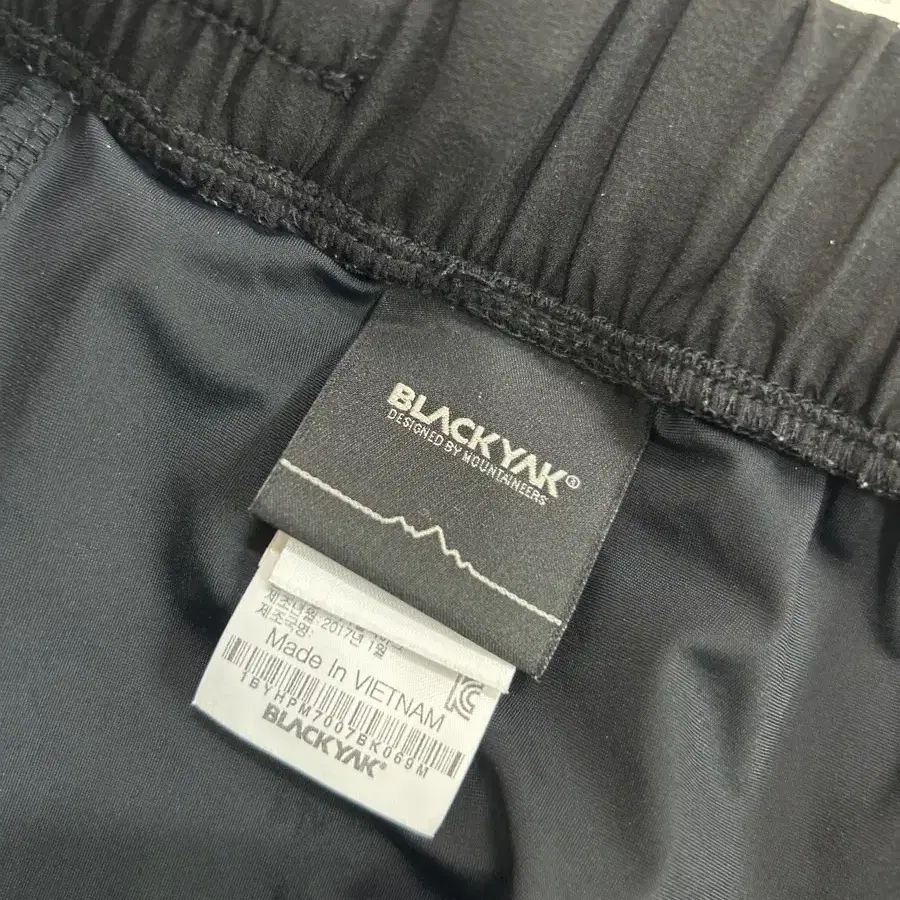 BLACKYAK®
DESIGNED BY MOUNTAINEERS
제조년월: 2017년 1월
제조국명:
Made In VIETNAM
1BYHPM7007BK069M
BLACKYAK®